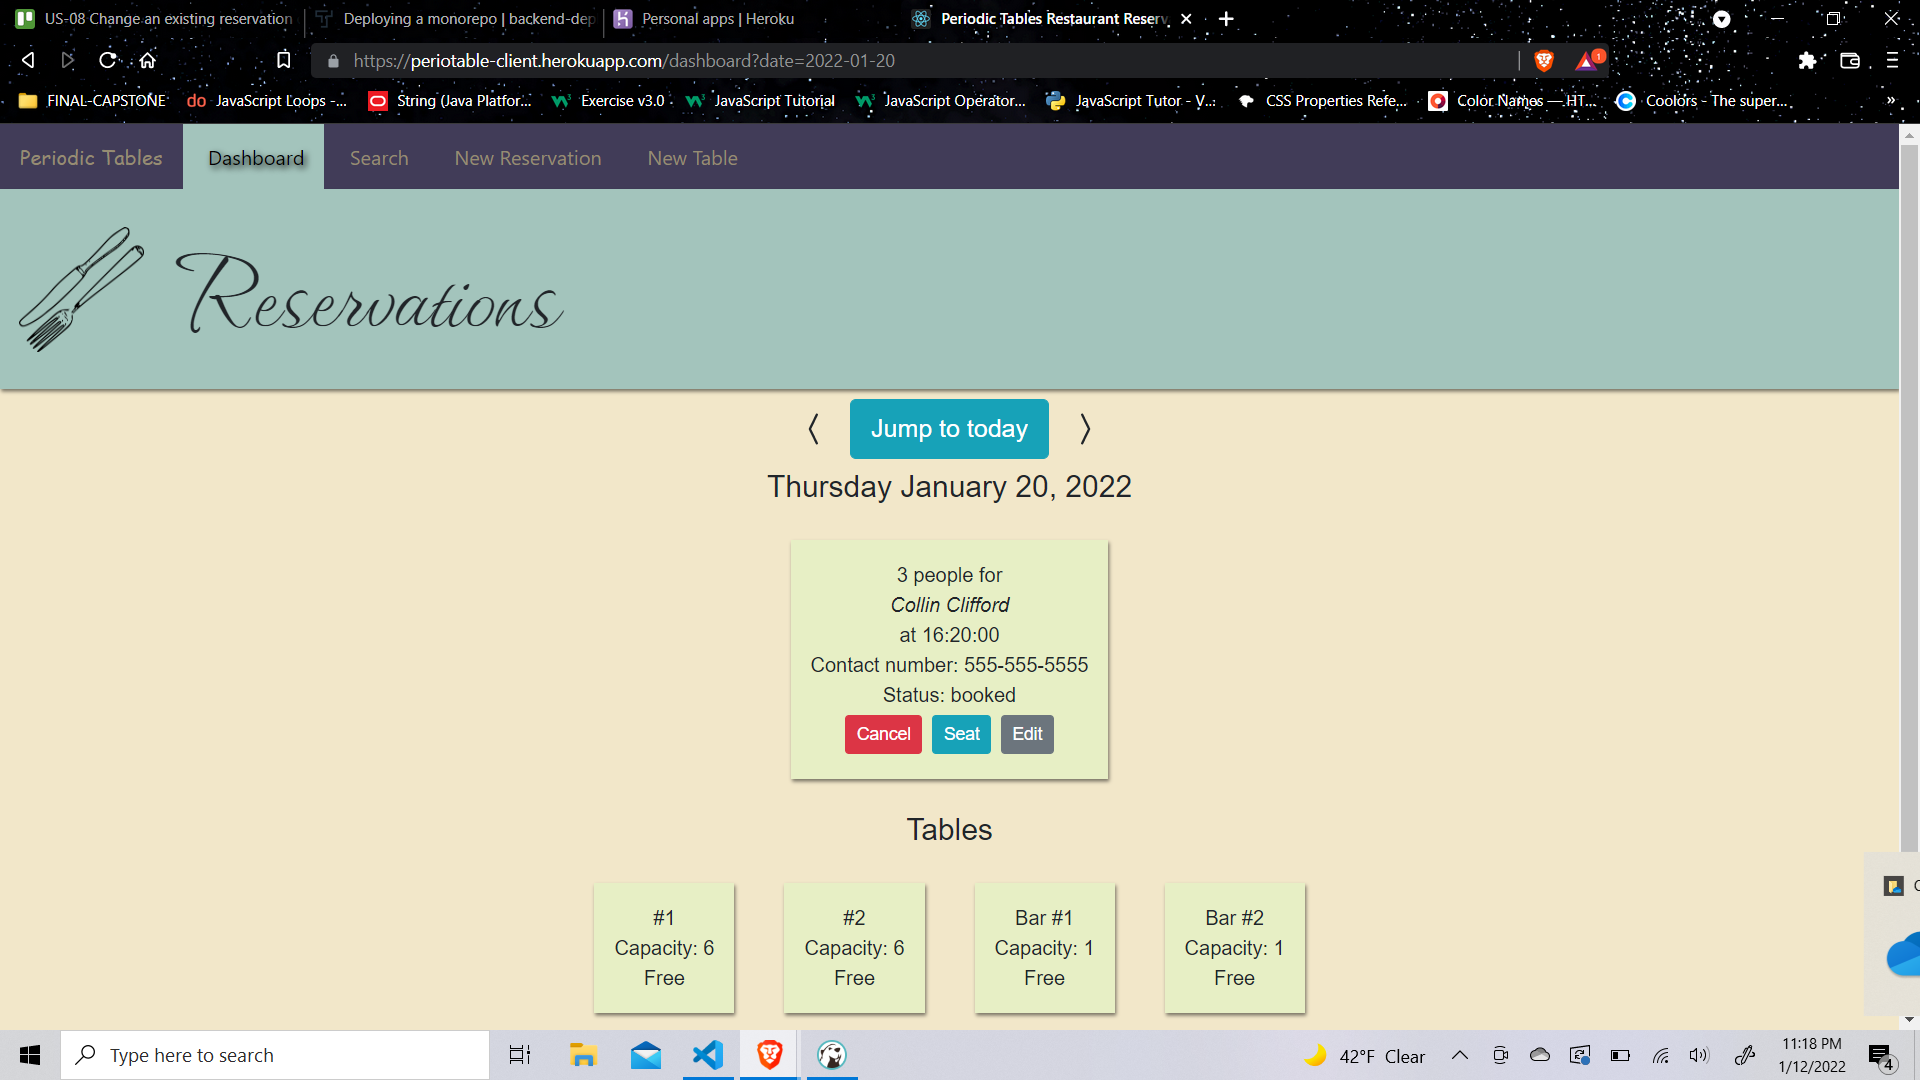 US-08 Change an existing reservation
Deploying a monorepo | backend-dep
Personal apps | Heroku
Periodic Tables Restaurant Reserv
https://periotable-client.herokuapp.com/dashboard?date=2022-01-20
1
FINAL-CAPSTONE
do JavaScript Loops -...
String (Java Platfor...
Exercise v3.0
JavaScript Tutorial
JavaScript Operator...
JavaScript Tutor - V...
CSS Properties Refe...
Color Names — HT...
Coolors - The super...
»
Periodic Tables
Dashboard
Search
New Reservation
New Table
Reservations
Jump to today
Thursday January 20, 2022
3 people for
Collin Clifford
at 16:20:00
Contact number: 555-555-5555
Status: booked
Cancel
Seat
Edit
Tables
#1
Capacity: 6
Free
#2
Capacity: 6
Free
Bar #1
Capacity: 1
Free
Bar #2
Capacity: 1
Free
Type here to search
42°F Clear
11:18 PM
1/12/2022
4